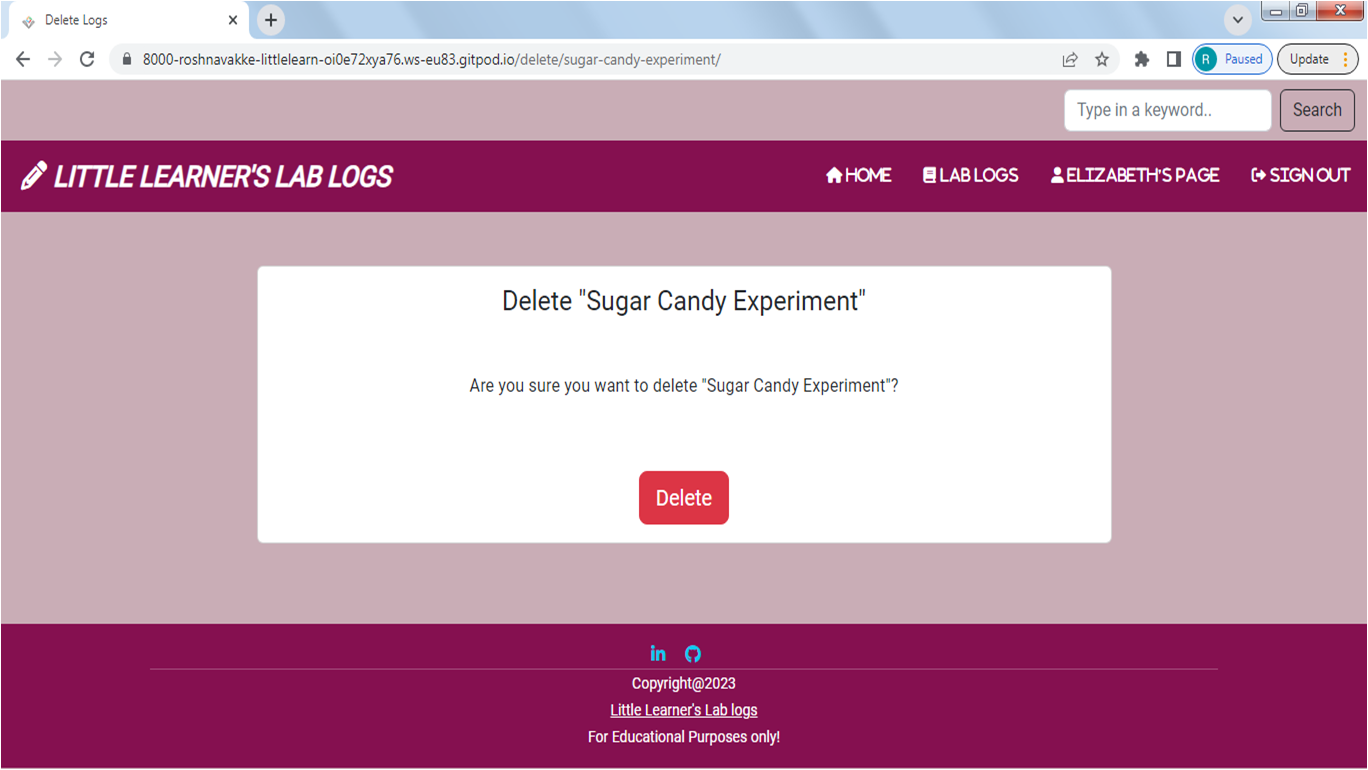 Delete Logs
8000-roshnavakke-littlelearn-oi0e72xya76.ws-eu83.gitpod.io/delete/sugar-candy-experiment/
R Paused Update
Type in a keyword.. Search
LITTLE LEARNER'S LAB LOGS HOME LAB LOGS ELIZABETH'S PAGE SIGN OUT
Delete "Sugar Candy Experiment"
Are you sure you want to delete "Sugar Candy Experiment"?
Delete
in
Copyright@2023
Little Learner's Lab logs
For Educational Purposes only!